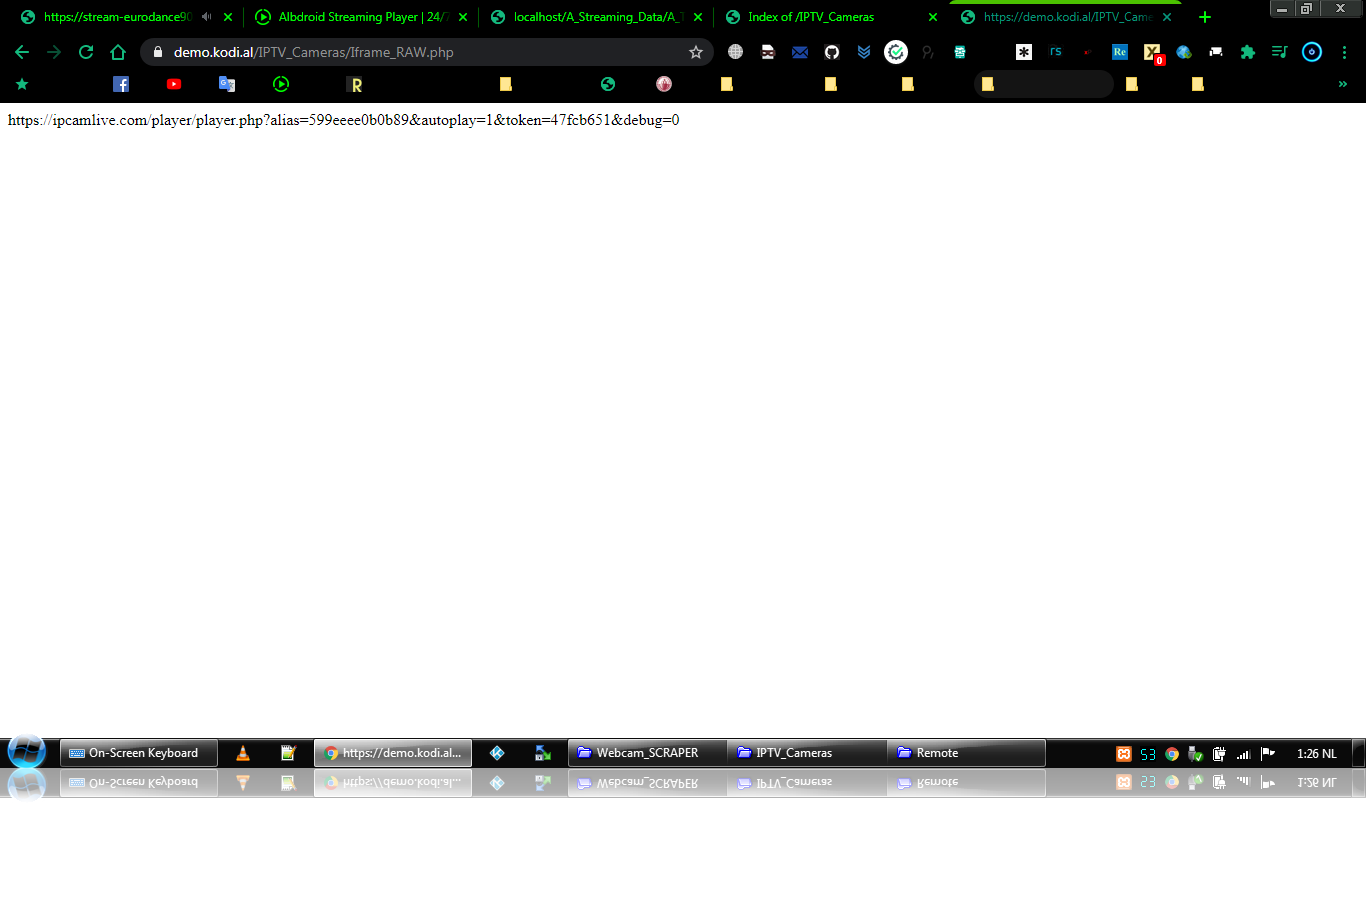 https://stream-eurodance90
Albdroid Streaming Player | 24/7
localhost/A_Streaming_Data/A_
Index of /IPTV_Cameras
https://demo.kodi.al/IPTV_Came
demo.kodi.al/IPTV_Cameras/Iframe_RAW.php
rs
Re
X
0
R
https://ipcamlive.com/player/player.php?alias=599eeee0b0b89&autoplay=1&token=47fcb651&debug=0
On-Screen Keyboard
https://demo.kodi.al...
Webcam_SCRAPER
IPTV_Cameras
Remote
53
1:26 NL